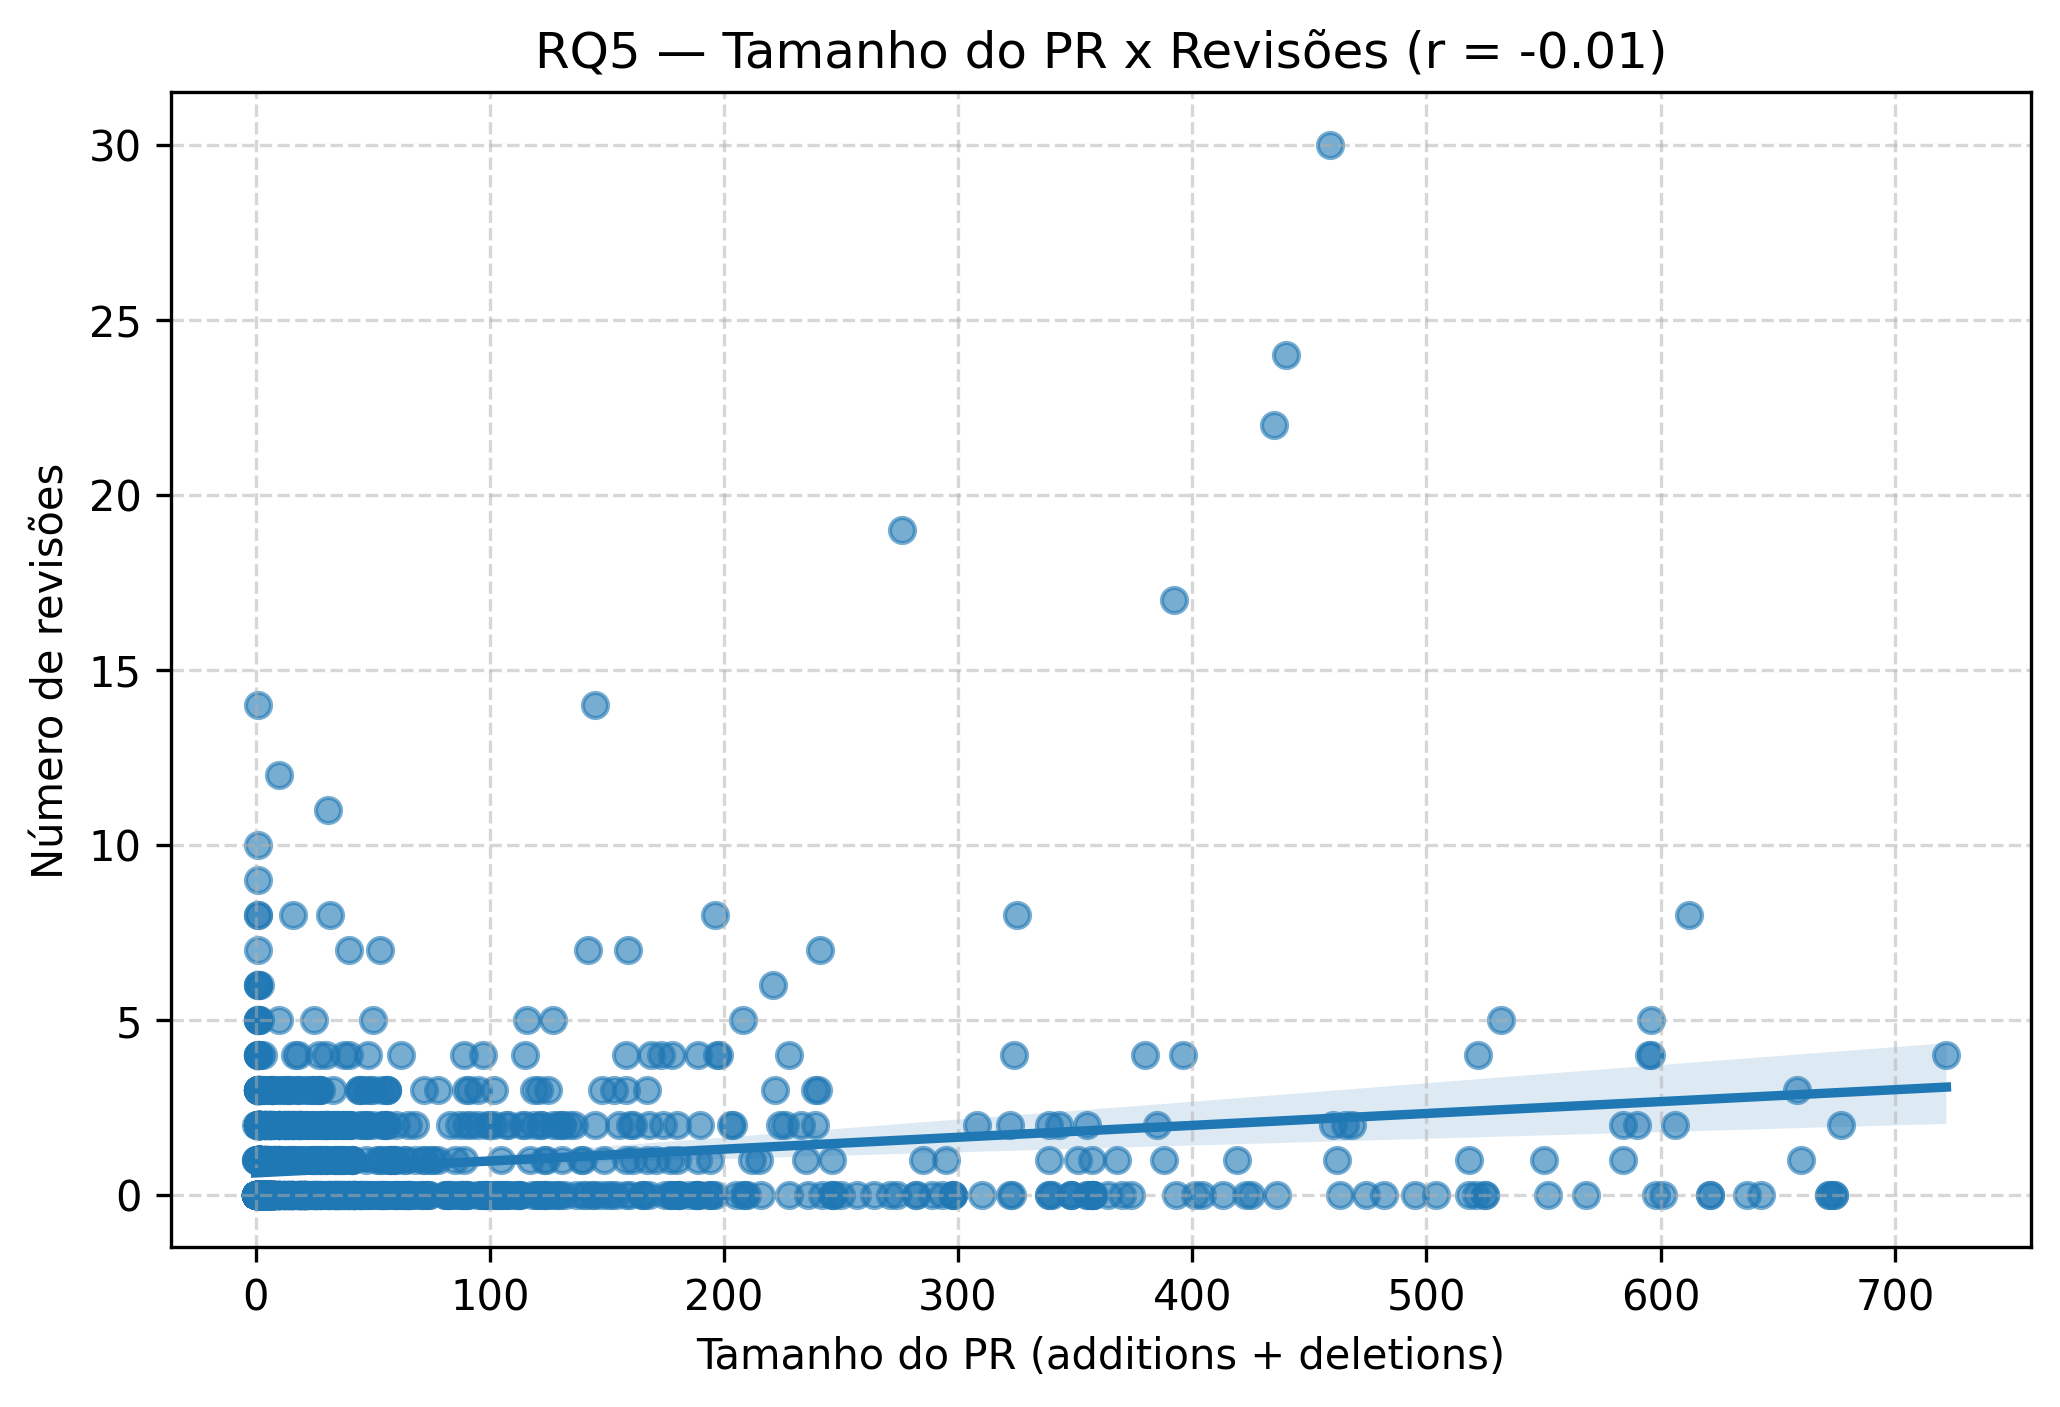 RQ5 — Tamanho do PR x Revisões (r = -0.01)
30
25
20
15
10
5
0
Número de revisões
0 100 200 300 400 500 600 700
Tamanho do PR (additions + deletions)